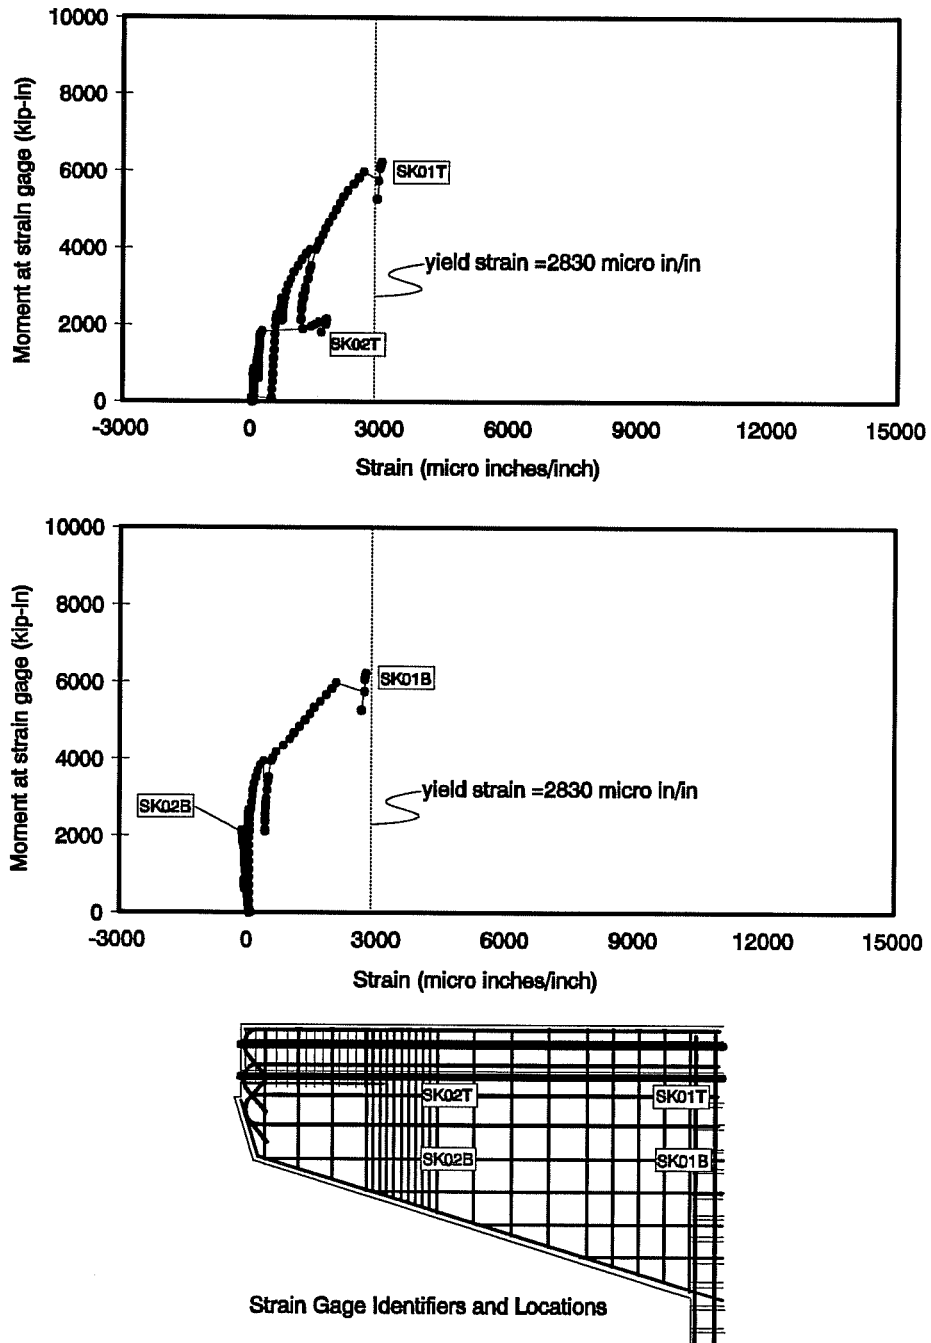 10000
8000
6000
4000
2000
0
Moment at strain gage (kip-in)
SK01T
yield strain =2830 micro in/in
SK02T
-3000 0 3000 6000 9000 12000 15000
Strain (micro inches/inch)
10000
8000
6000
4000
2000
0
Moment at strain gage (kip-in)
SK01B
yield strain =2830 micro in/in
SK02B
-3000 0 3000 6000 9000 12000 15000
Strain (micro inches/inch)
SK02T SK01T
SK02B SK01B
Strain Gage Identifiers and Locations